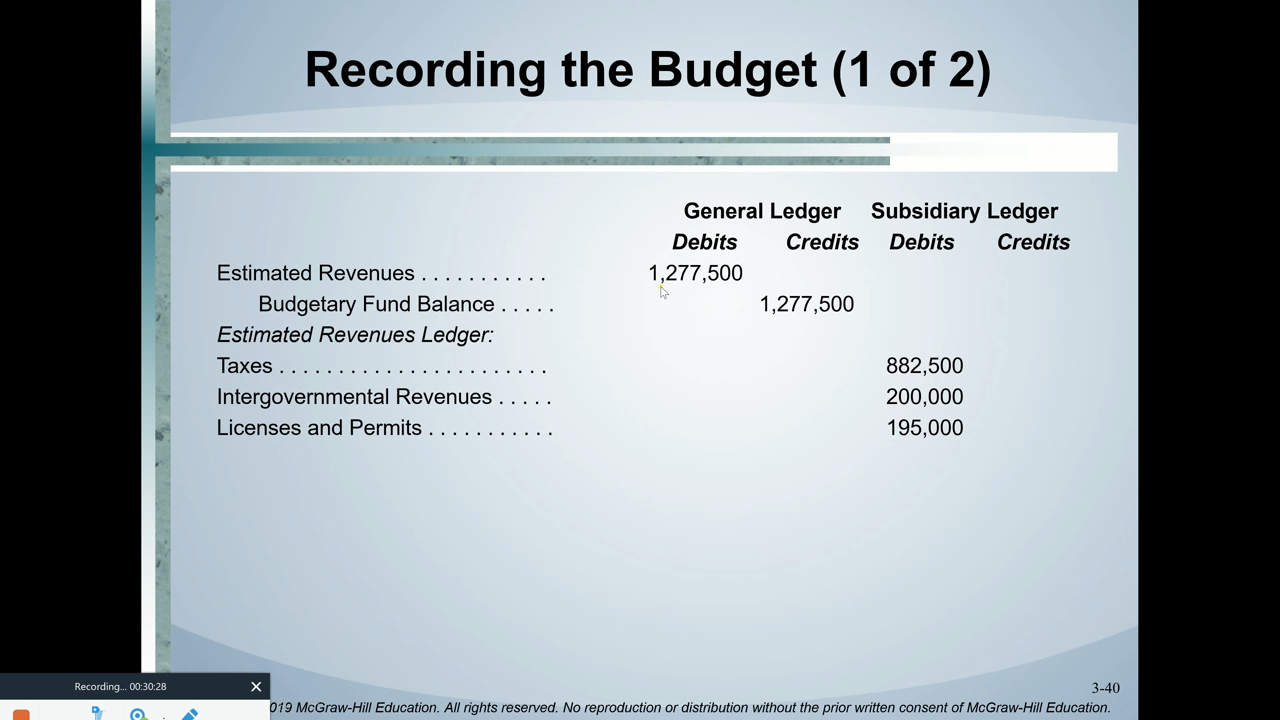 Recording the Budget (1 of 2)
General Ledger Subsidiary Ledger
Debits Credits Debits Credits
Estimated Revenues . . . . . . . . . . . 1,277,500
Budgetary Fund Balance . . . . . 1,277,500
Estimated Revenues Ledger:
Taxes . . . . . . . . . . . . . . . . . . . . . . . 882,500
Intergovernmental Revenues . . . . . 200,000
Licenses and Permits . . . . . . . . . . . 195,000
3-40
Recording... 00:30:28
019 McGraw-Hill Education. All rights reserved. No reproduction or distribution without the prior written consent of McGraw-Hill Education.